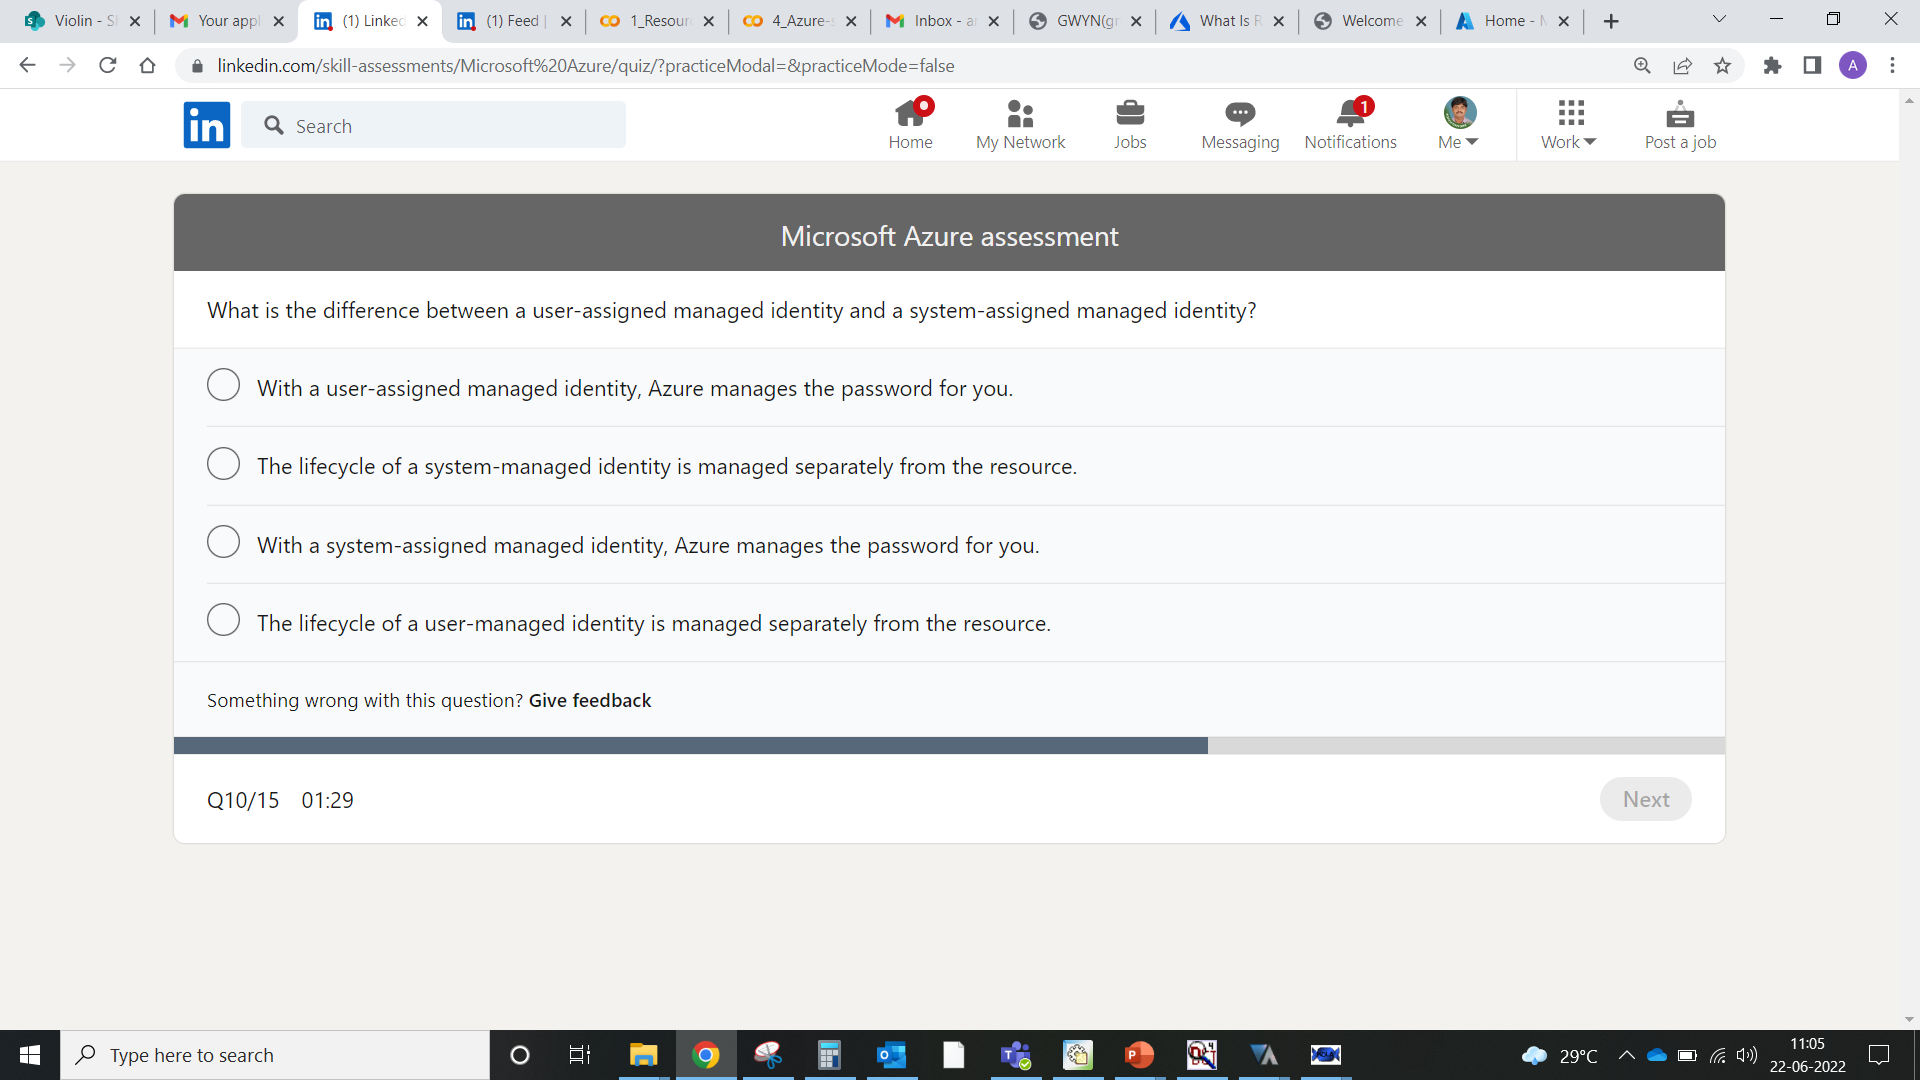 Violin - S
Your appl
(1) Linked
(1) Feed |
1_Resour
4_Azure-s
Inbox - a
GWYN(gr
What Is R
Welcome
Home -
linkedin.com/skill-assessments/Microsoft%20Azure/quiz/?practiceModal=&practiceMode=false
A
in
Search
Home
My Network
Jobs
Messaging
1
Notifications
Me
Work
Post a job
Microsoft Azure assessment
What is the difference between a user-assigned managed identity and a system-assigned managed identity?
With a user-assigned managed identity, Azure manages the password for you.
The lifecycle of a system-managed identity is managed separately from the resource.
With a system-assigned managed identity, Azure manages the password for you.
The lifecycle of a user-managed identity is managed separately from the resource.
Something wrong with this question? Give feedback
Q10/15 01:29
Next
Type here to search
29°C
11:05
22-06-2022